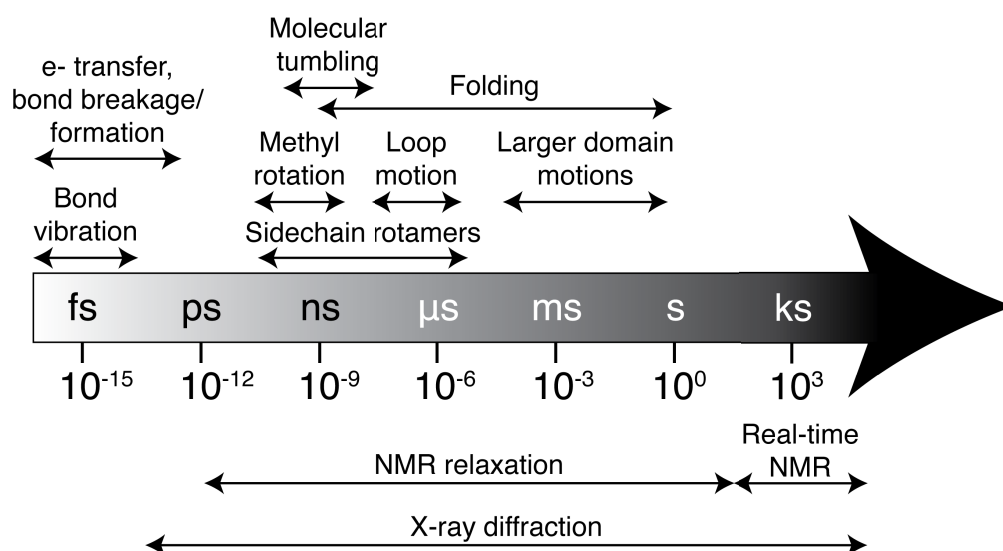 Molecular
tumbling
e- transfer,
bond breakage/
formation
Folding
Methyl
rotation
Loop
motion
Larger domain
motions
Bond
vibration
Sidechain rotamers
fs ps ns µs ms s ks
10⁻¹⁵ 10⁻¹² 10⁻⁹ 10⁻⁶ 10⁻³ 10⁰ 10³
Real-time
NMR
NMR relaxation
X-ray diffraction